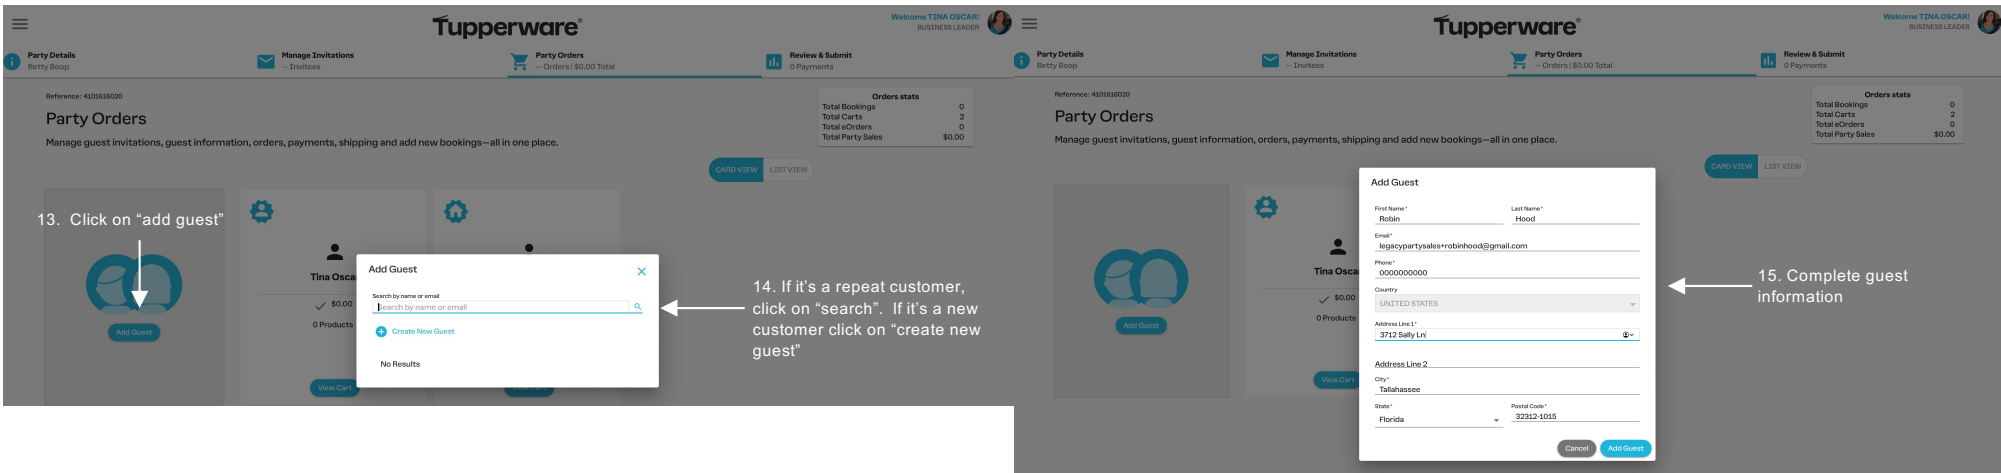 Tupperware®
Welcome TINA OSCAR!
BUSINESS LEADER
Party Details
Betty Boop
Manage Invitations
-- Invitees
Party Orders
-- Orders | $0.00 Total
Review & Submit
0 Payments
Reference: 4101616020
Party Orders
Manage guest invitations, guest information, orders, payments, shipping and add new bookings—all in one place.
Orders stats
Total Bookings 0
Total Carts 2
Total eOrders 0
Total Party Sales $0.00
CARD VIEW LIST VIEW
13. Click on “add guest”
Add Guest
Tina Osca
$0.00
0 Products
View Cart
View Cart
Add Guest
Search by name or email
Search by name or email
Create New Guest
No Results
14. If it’s a repeat customer,
click on “search”. If it’s a new
customer click on “create new
guest”
Tupperware®
Welcome TINA OSCAR!
BUSINESS LEADER
Party Details
Betty Boop
Manage Invitations
-- Invitees
Party Orders
-- Orders | $0.00 Total
Review & Submit
0 Payments
Reference: 4101616020
Party Orders
Manage guest invitations, guest information, orders, payments, shipping and add new bookings—all in one place.
Orders stats
Total Bookings 0
Total Carts 2
Total eOrders 0
Total Party Sales $0.00
CARD VIEW LIST VIEW
Add Guest
Tina Osca
$0.00
0 Products
View Cart
Add Guest
First Name* Last Name*
Robin Hood
Email*
legacypartysales+robinhood@gmail.com
Phone*
0000000000
Country
UNITED STATES
Address Line 1*
3712 Sally Ln
Address Line 2
City*
Tallahassee
State* Postal Code*
Florida 32312-1015
Cancel Add Guest
15. Complete guest
information